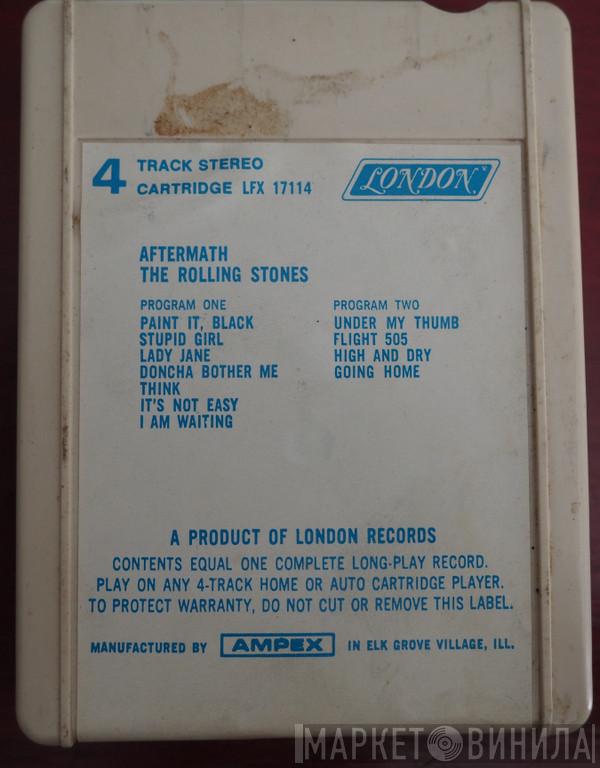 4 TRACK STEREO
CARTRIDGE LFX 17114
LONDON
AFTERMATH
THE ROLLING STONES
PROGRAM ONE
PAINT IT, BLACK
STUPID GIRL
LADY JANE
DONCHA BOTHER ME
THINK
IT'S NOT EASY
I AM WAITING
PROGRAM TWO
UNDER MY THUMB
FLIGHT 505
HIGH AND DRY
GOING HOME
A PRODUCT OF LONDON RECORDS
CONTENTS EQUAL ONE COMPLETE LONG-PLAY RECORD.
PLAY ON ANY 4-TRACK HOME OR AUTO CARTRIDGE PLAYER.
TO PROTECT WARRANTY, DO NOT CUT OR REMOVE THIS LABEL.
MANUFACTURED BY AMPEX IN ELK GROVE VILLAGE, ILL.
МАРКЕТ ВИНИЛА